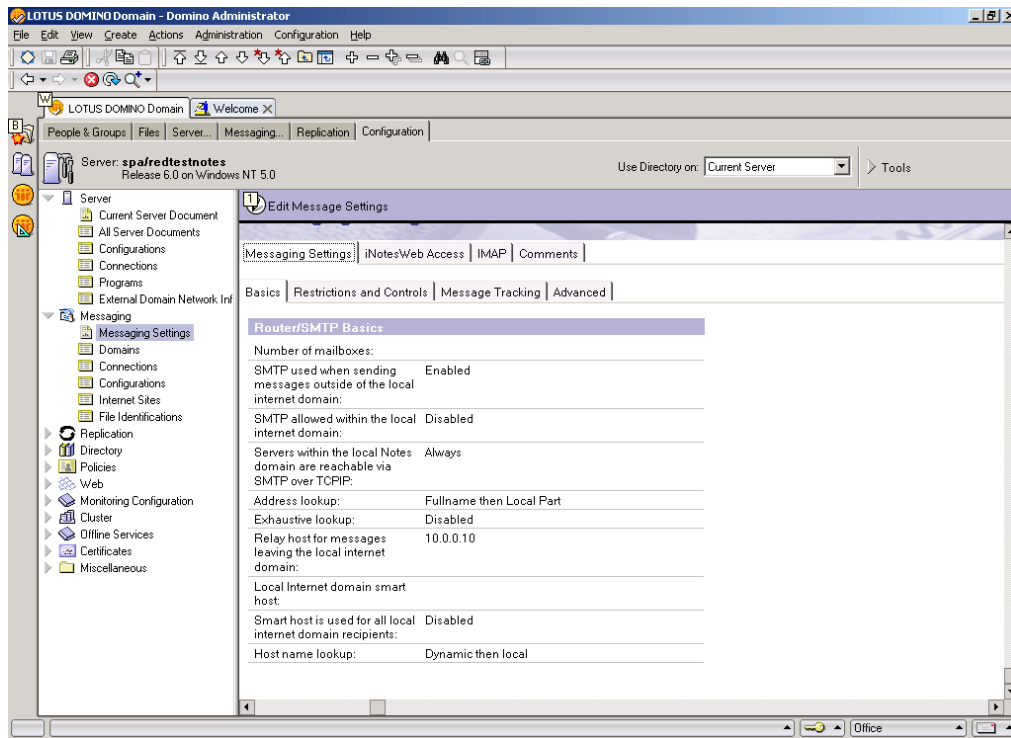 LOTUS DOMINO Domain - Domino Administrator
File Edit View Create Actions Administration Configuration Help
W
LOTUS DOMINO Domain Welcome
B
People & Groups Files Server... Messaging... Replication Configuration
Server: spa/redtestnotes
Release 6.0 on Windows NT 5.0
Use Directory on: Current Server Tools
Server
Current Server Document
All Server Documents
Configurations
Connections
Programs
External Domain Network Inf
Messaging
Messaging Settings
Domains
Connections
Configurations
Internet Sites
File Identifications
Replication
Directory
Policies
Web
Monitoring Configuration
Cluster
Offline Services
Certificates
Miscellaneous
1 Edit Message Settings
Messaging Settings iNotesWeb Access IMAP Comments
Basics Restrictions and Controls Message Tracking Advanced
Router/SMTP Basics
Number of mailboxes:
SMTP used when sending Enabled
messages outside of the local
internet domain:
SMTP allowed within the local Disabled
internet domain:
Servers within the local Notes Always
domain are reachable via
SMTP over TCPIP:
Address lookup: Fullname then Local Part
Exhaustive lookup: Disabled
Relay host for messages 10.0.0.10
leaving the local internet
domain:
Local Internet domain smart
host:
Smart host is used for all local Disabled
internet domain recipients:
Host name lookup: Dynamic then local
Office